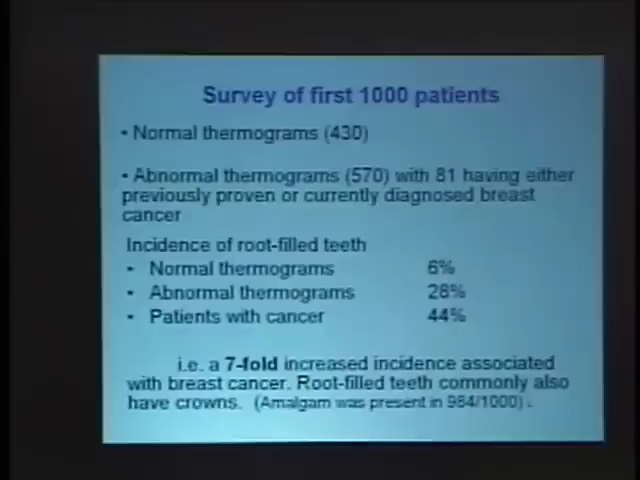 Survey of first 1000 patients
• Normal thermograms (430)
• Abnormal thermograms (570) with 81 having either
previously proven or currently diagnosed breast
cancer
Incidence of root-filled teeth
• Normal thermograms 6%
• Abnormal thermograms 28%
• Patients with cancer 44%
i.e. a 7-fold increased incidence associated
with breast cancer. Root-filled teeth commonly also
have crowns. (Amalgam was present in 984/1000) .